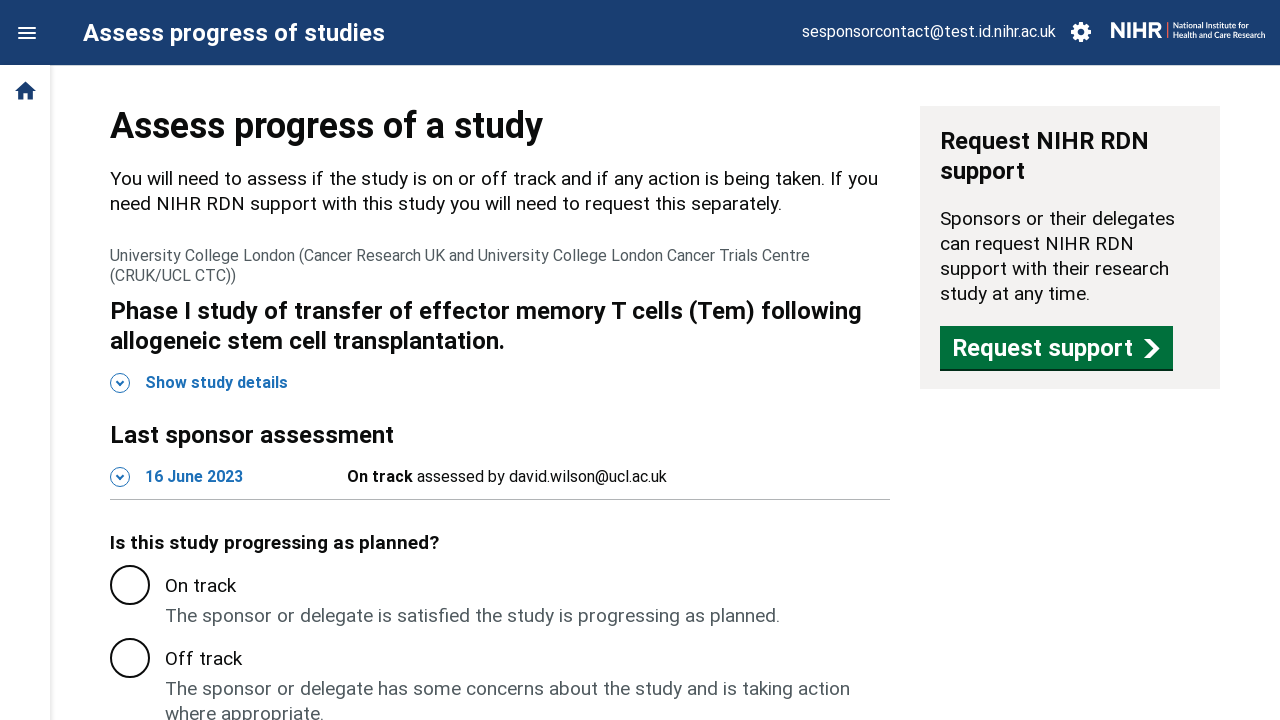 Assess progress of studies
sesponsorcontact@test.id.nihr.ac.uk
NIHR
National Institute for
Health and Care Research
Assess progress of a study
You will need to assess if the study is on or off track and if any action is being taken. If you
need NIHR RDN support with this study you will need to request this separately.
University College London (Cancer Research UK and University College London Cancer Trials Centre
(CRUK/UCL CTC))
Phase I study of transfer of effector memory T cells (Tem) following
allogeneic stem cell transplantation.
Show study details
Last sponsor assessment
16 June 2023
On track assessed by david.wilson@ucl.ac.uk
Is this study progressing as planned?
On track
The sponsor or delegate is satisfied the study is progressing as planned.
Off track
The sponsor or delegate has some concerns about the study and is taking action
where appropriate.
Request NIHR RDN
support
Sponsors or their delegates
can request NIHR RDN
support with their research
study at any time.
Request support